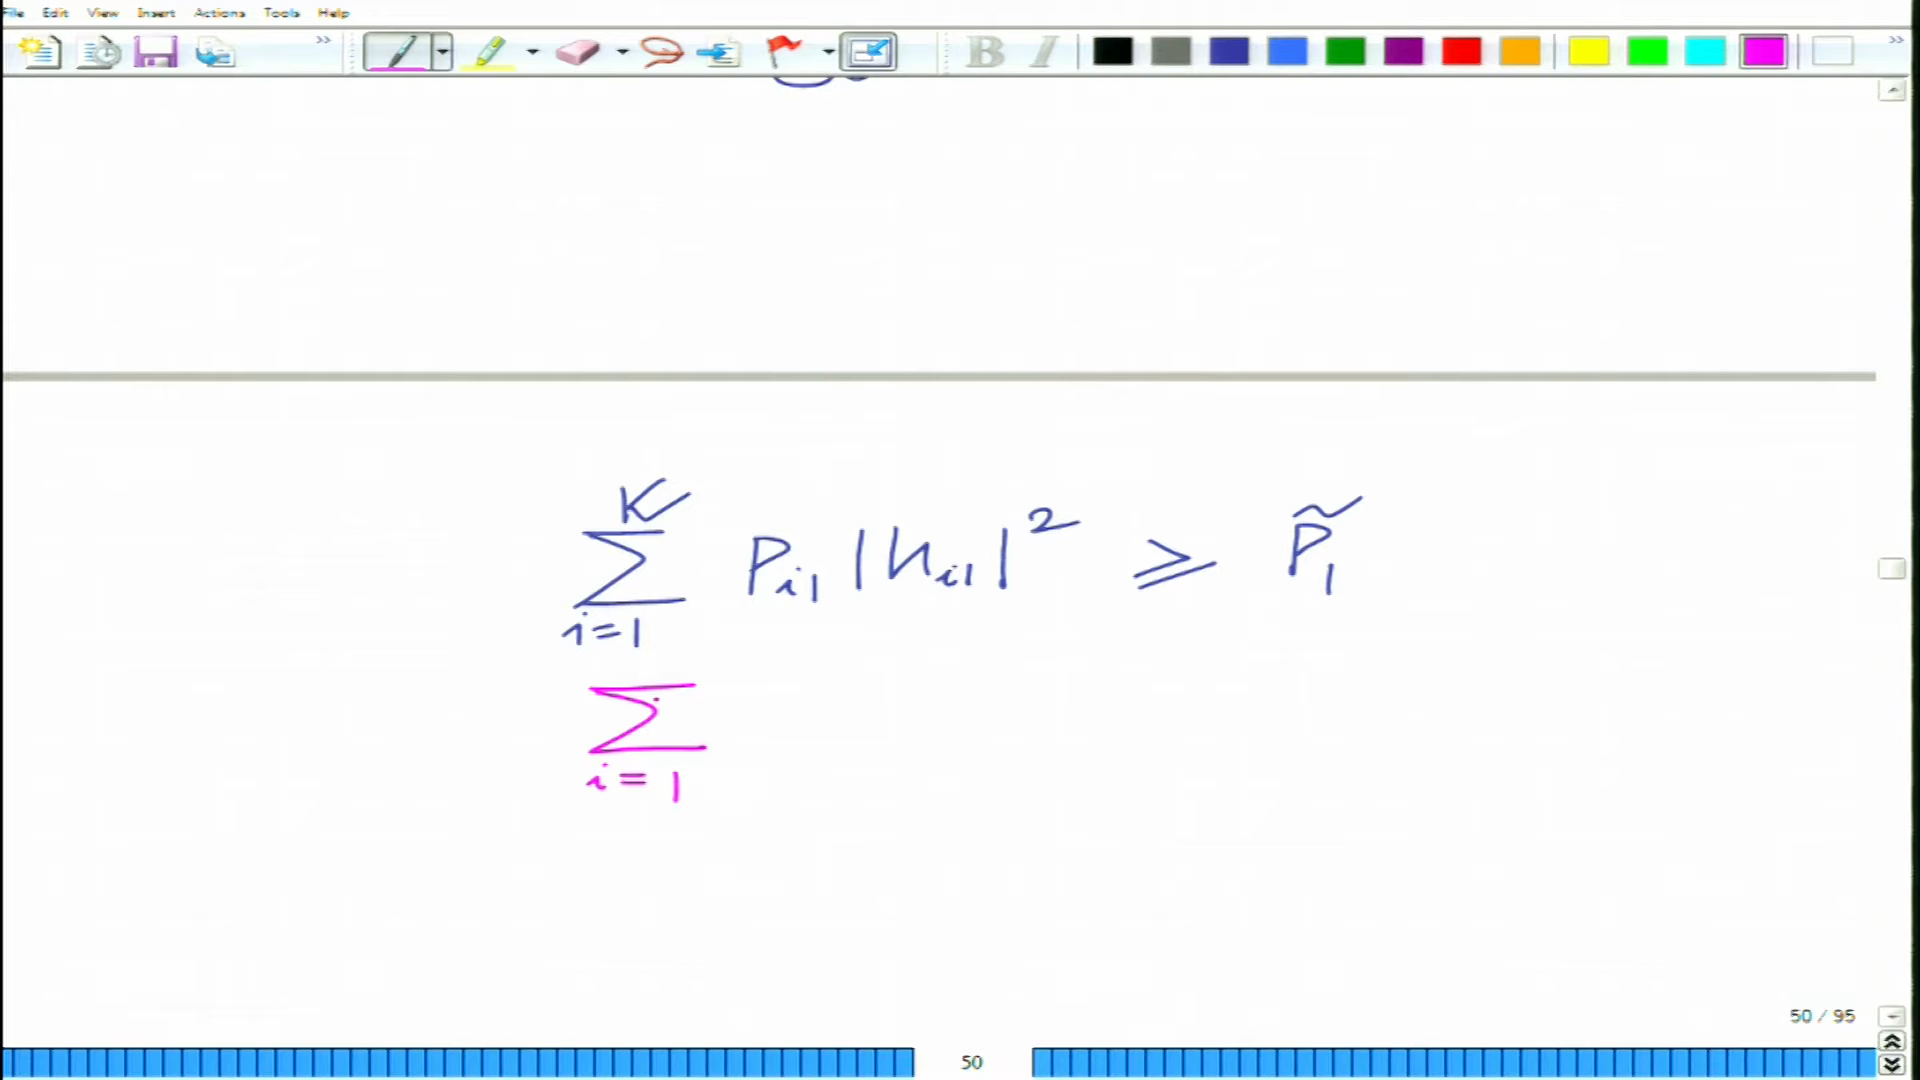 File Edit View Insert Actions Tools Help
B I
K
∑ P_{i1} |h_{i1}|^2 ≥ P̃_1
i=1
∑
i = 1
50 / 95
50